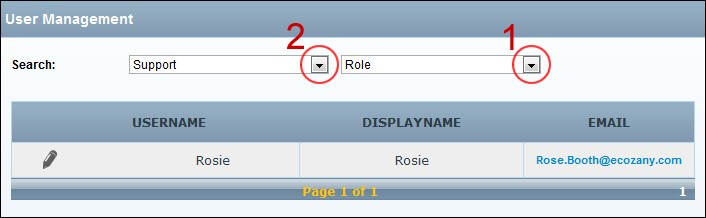 User Management
2 1
Search: Support Role
USERNAME DISPLAYNAME EMAIL
Rosie Rosie Rose.Booth@ecozany.com
Page 1 of 1 1